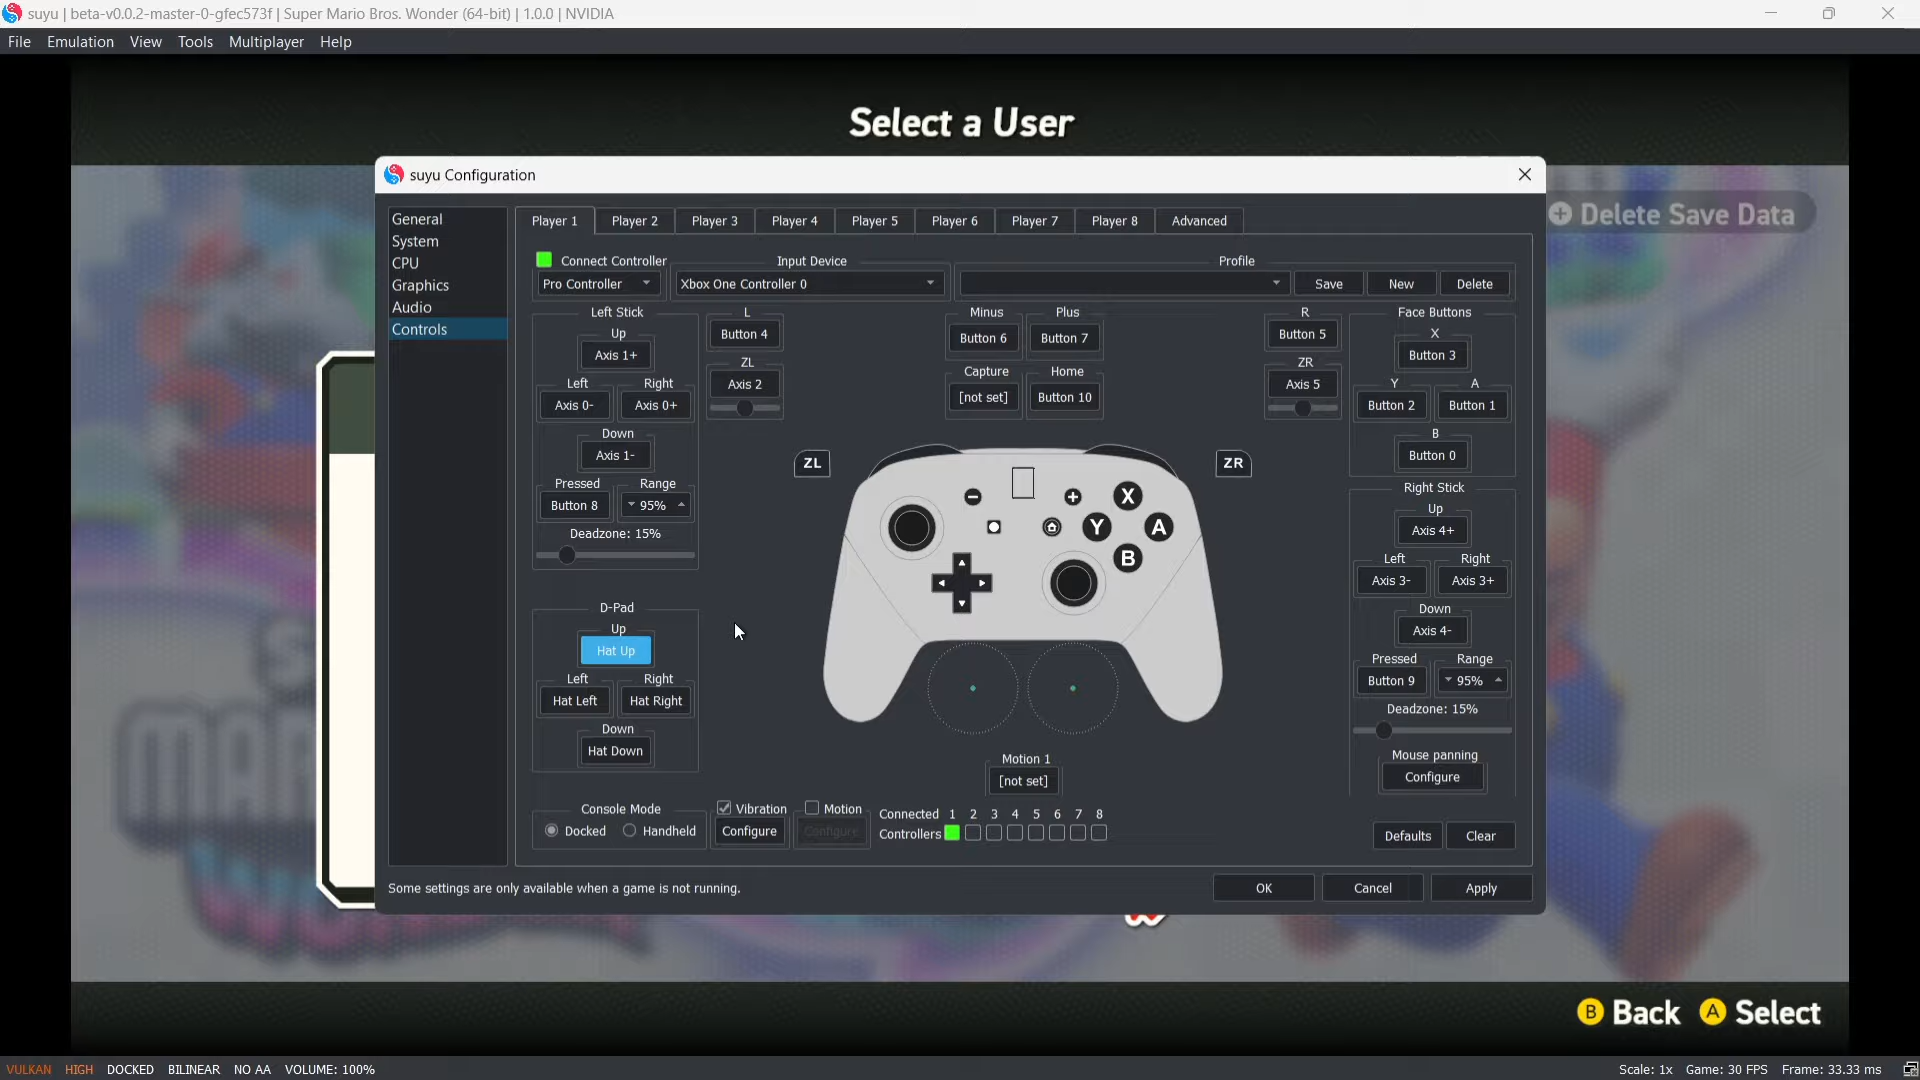 suyu | beta-v0.0.2-master-0-gfec573f | Super Mario Bros. Wonder (64-bit) | 1.0.0 | NVIDIA
File Emulation View Tools Multiplayer Help
Select a User
suyu Configuration
Delete Save Data
General
System
CPU
Graphics
Audio
Controls
Player 1 Player 2 Player 3 Player 4 Player 5 Player 6 Player 7 Player 8 Advanced
Connect Controller Input Device Profile
Pro Controller Xbox One Controller 0 Save New Delete
Left Stick
Up
Axis 1+
Left Right
Axis 0- Axis 0+
Down
Axis 1-
Pressed Range
Button 8 95%
Deadzone: 15%
L
Button 4
ZL
Axis 2
Minus Plus
Button 6 Button 7
Capture Home
[not set] Button 10
R
Button 5
ZR
Axis 5
Face Buttons
X
Button 3
Y A
Button 2 Button 1
B
Button 0
ZL ZR
X
Y A
B
Right Stick
Up
Axis 4+
Left Right
Axis 3- Axis 3+
Down
Axis 4-
Pressed Range
Button 9 95%
Deadzone: 15%
Mouse panning
Configure
D-Pad
Up
Hat Up
Left Right
Hat Left Hat Right
Down
Hat Down
Motion 1
[not set]
Console Mode Vibration Motion Connected 1 2 3 4 5 6 7 8
Docked Handheld Configure Configure Controllers
Defaults Clear
Some settings are only available when a game is not running.
OK Cancel Apply
B Back A Select
VULKAN HIGH DOCKED BILINEAR NO AA VOLUME: 100%
Scale: 1x Game: 30 FPS Frame: 33.33 ms